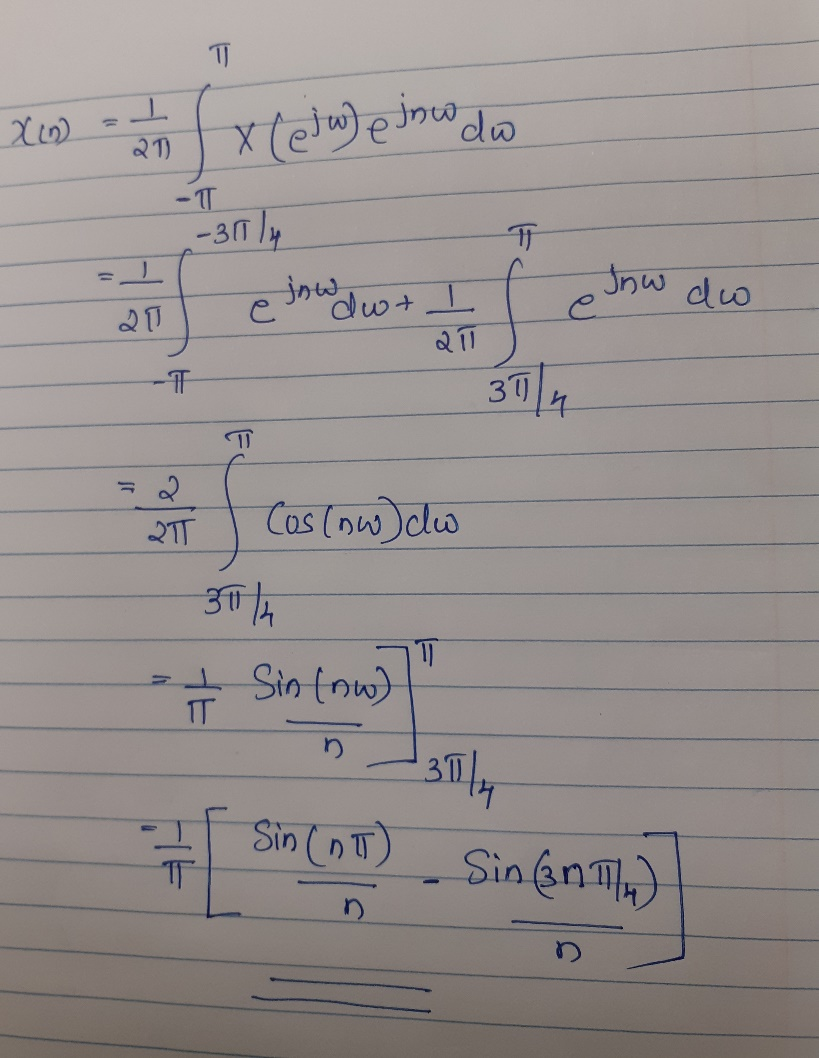 x(n) = 1/2π ∫_{-π}^{π} X(e^{jω}) e^{jnω} dω
= 1/2π ∫_{-π}^{-3π/4} e^{jnω} dω + 1/2π ∫_{3π/4}^{π} e^{jnω} dω
= 2/2π ∫_{3π/4}^{π} Cos(nω) dω
= 1/π Sin(nω)/n ]_{3π/4}^{π}
= 1/π [ Sin(nπ)/n - Sin(3nπ/4)/n ]